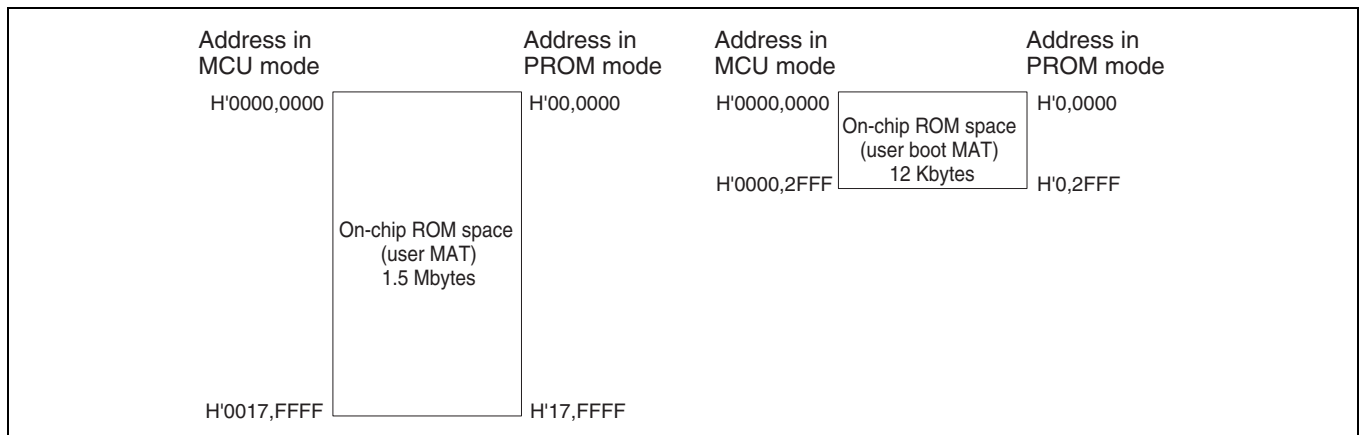 Address in
MCU mode
Address in
PROM mode
H'0000,0000
H'00,0000
On-chip ROM space
(user MAT)
1.5 Mbytes
H'0017,FFFF
H'17,FFFF
Address in
MCU mode
Address in
PROM mode
H'0000,0000
H'0,0000
On-chip ROM space
(user boot MAT)
12 Kbytes
H'0000,2FFF
H'0,2FFF